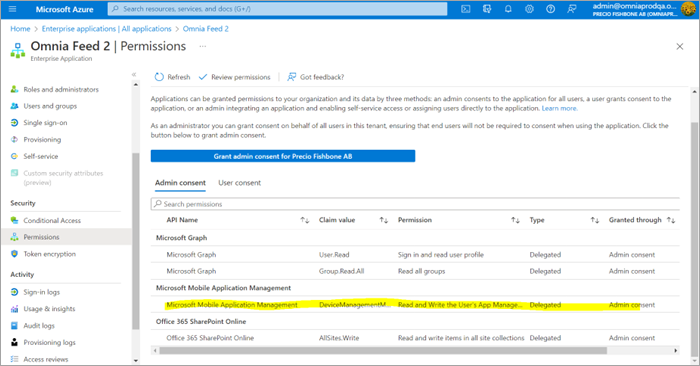 Microsoft Azure
Search resources, services, and docs (G+/)
admin@omniaprodqa.o...
PRECIO FISHBONE AB (OMNIAPR...
Home > Enterprise applications | All applications > Omnia Feed 2
Omnia Feed 2 | Permissions ...
Enterprise Application
Roles and administrators
Users and groups
Single sign-on
Provisioning
Self-service
Custom security attributes
(preview)
Security
Conditional Access
Permissions
Token encryption
Activity
Sign-in logs
Usage & insights
Audit logs
Provisioning logs
Access reviews
Refresh
Review permissions
Got feedback?
Applications can be granted permissions to your organization and its data by three methods: an admin consents to the application for all users, a user grants consent to the
application, or an admin integrating an application and enabling self-service access or assigning users directly to the application. Learn more.
As an administrator you can grant consent on behalf of all users in this tenant, ensuring that end users will not be required to consent when using the application. Click the
button below to grant admin consent.
Grant admin consent for Precio Fishbone AB
Admin consent User consent
Search permissions
API Name Claim value Permission Type Granted through
Microsoft Graph
Microsoft Graph User.Read Sign in and read user profile Delegated Admin consent
Microsoft Graph Group.Read.All Read all groups Delegated Admin consent
Microsoft Mobile Application Management
Microsoft Mobile Application Management DeviceManagementM... Read and Write the User's App Manage... Delegated Admin consent
Office 365 SharePoint Online
Office 365 SharePoint Online AllSites.Write Read and write items in all site collections Delegated Admin consent